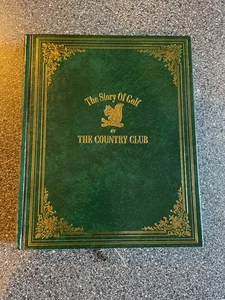 The Story Of Golf
AT
THE COUNTRY CLUB